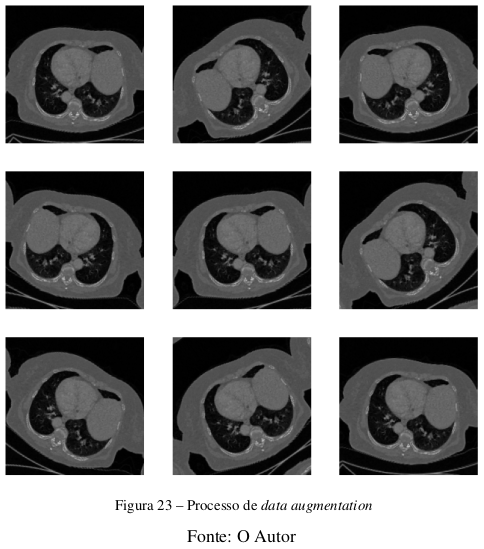 Figura 23 – Processo de data augmentation
Fonte: O Autor